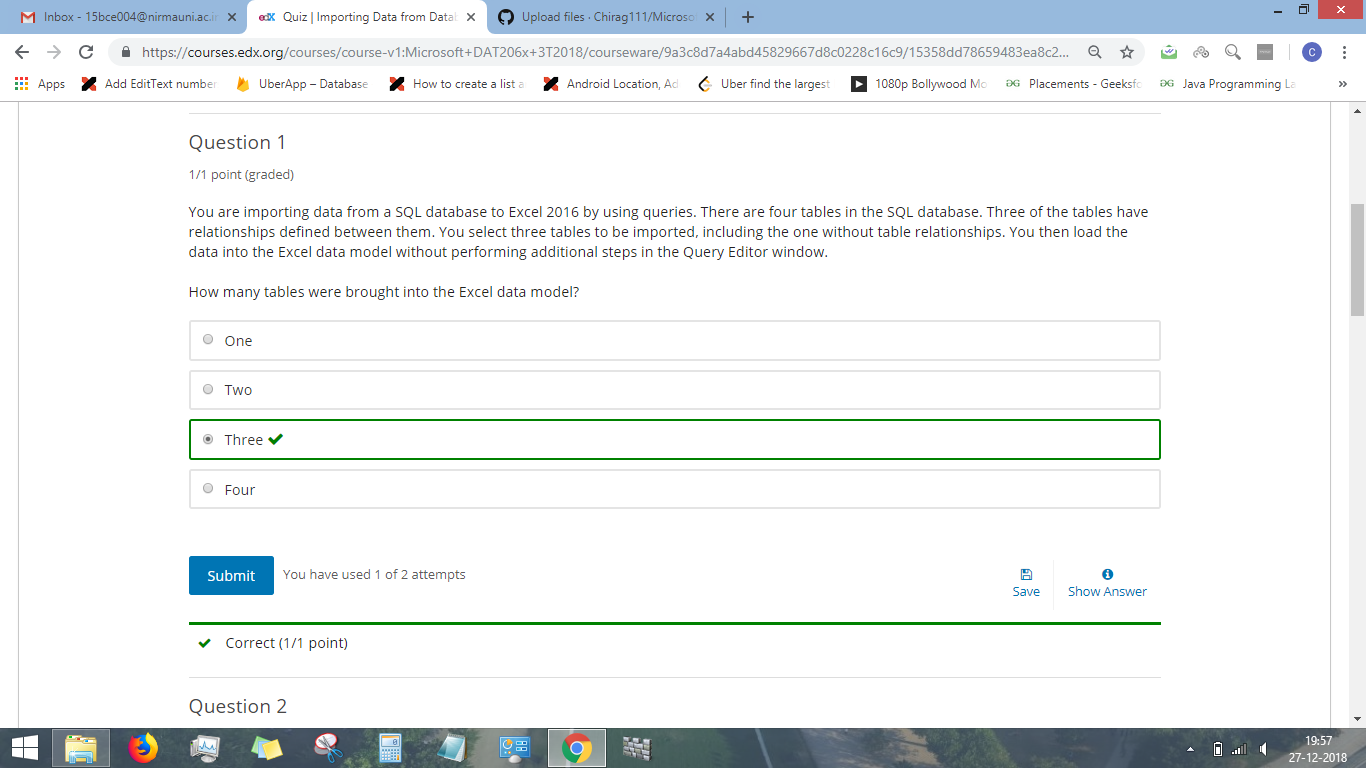 Inbox - 15bce004@nirmauni.ac.in
Quiz | Importing Data from Datab
Upload files · Chirag111/Microso
https://courses.edx.org/courses/course-v1:Microsoft+DAT206x+3T2018/courseware/9a3c8d7a4abd45829667d8c0228c16c9/15358dd78659483ea8c2...
C
Apps
Add EditText number
UberApp – Database
How to create a list a
Android Location, Ad
Uber find the largest
1080p Bollywood Mo
Placements - Geeksfo
Java Programming La
»
Question 1
1/1 point (graded)
You are importing data from a SQL database to Excel 2016 by using queries. There are four tables in the SQL database. Three of the tables have
relationships defined between them. You select three tables to be imported, including the one without table relationships. You then load the
data into the Excel data model without performing additional steps in the Query Editor window.
How many tables were brought into the Excel data model?
One
Two
Three
Four
Submit
You have used 1 of 2 attempts
Save
Show Answer
Correct (1/1 point)
Question 2
19:57
27-12-2018